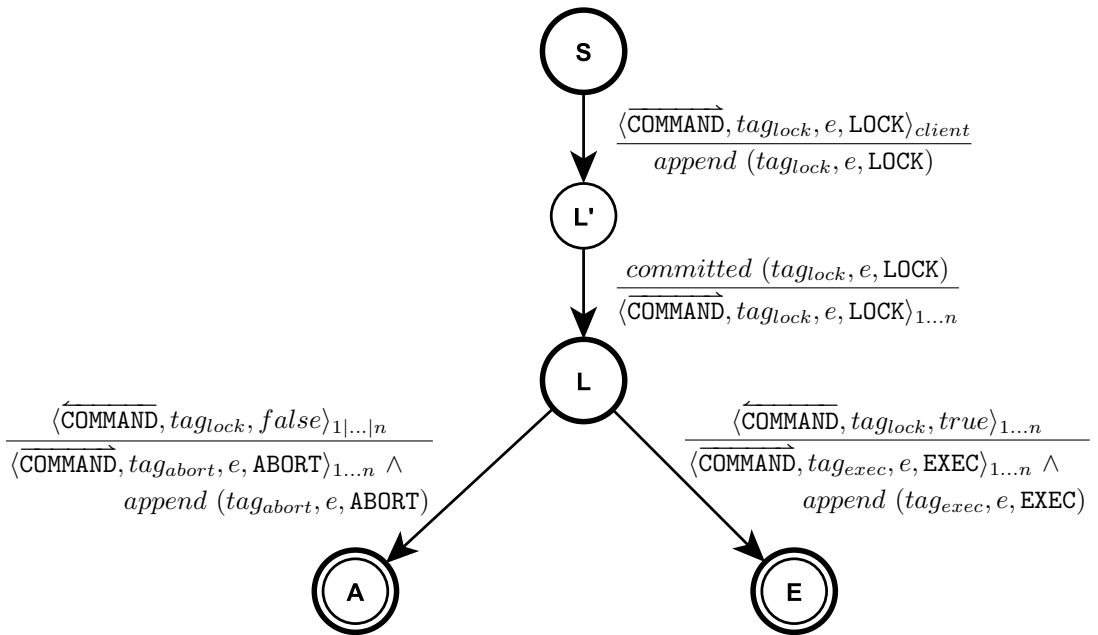 S
⟨COMMAND⃗, tag_lock, e, LOCK⟩_client
append (tag_lock, e, LOCK)
L'
committed (tag_lock, e, LOCK)
⟨COMMAND⃗, tag_lock, e, LOCK⟩_1...n
L
⟨COMMAND⃖, tag_lock, false⟩_1|...|n
⟨COMMAND⃗, tag_abort, e, ABORT⟩_1...n ∧
append (tag_abort, e, ABORT)
⟨COMMAND⃖, tag_lock, true⟩_1...n
⟨COMMAND⃗, tag_exec, e, EXEC⟩_1...n ∧
append (tag_exec, e, EXEC)
A
E